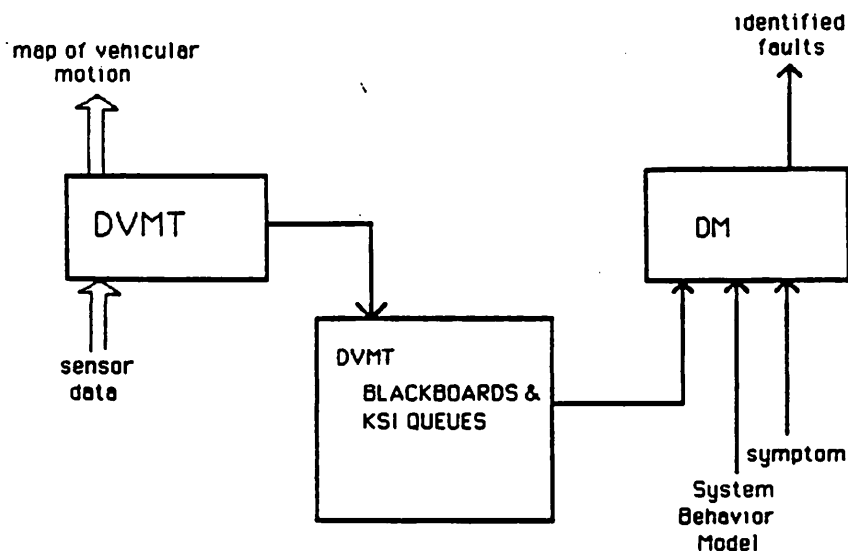 map of vehicular
motion
identified
faults
DVMT
DM
sensor
data
DVMT
BLACKBOARDS &
KSI QUEUES
symptom
System
Behavior
Model